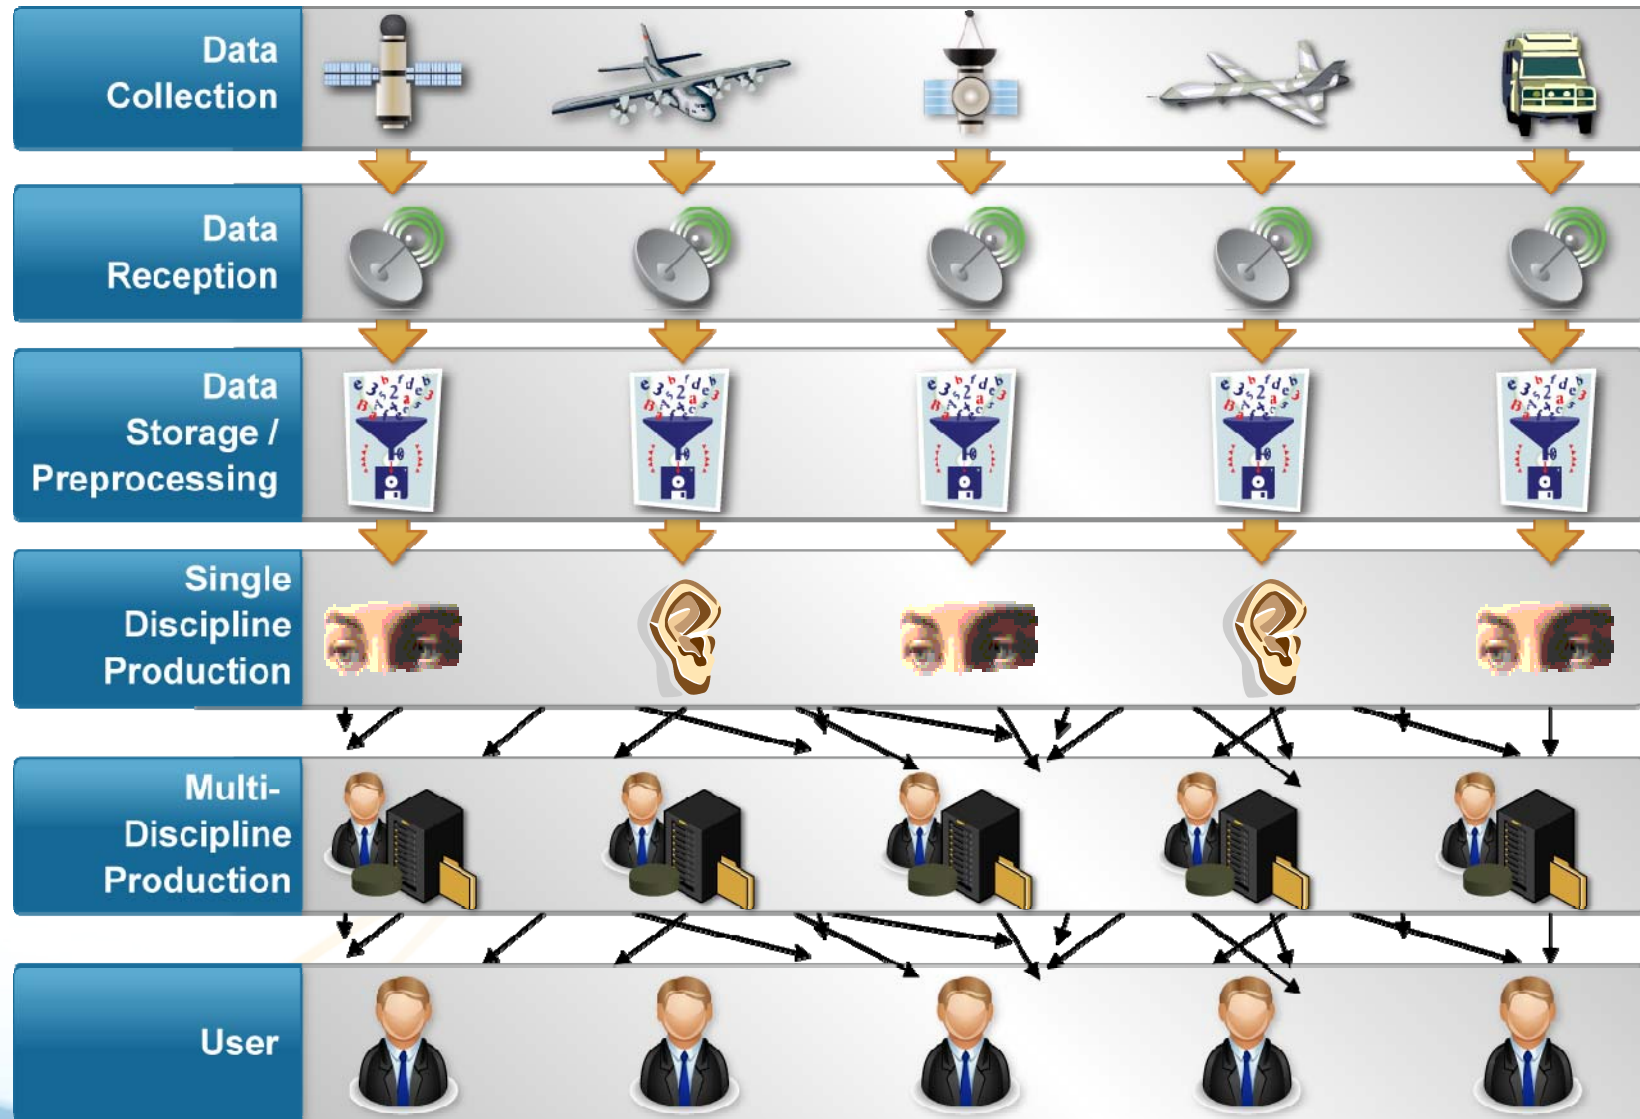 Data
Collection
Data
Reception
Data
Storage /
Preprocessing
Single
Discipline
Production
Multi-
Discipline
Production
User